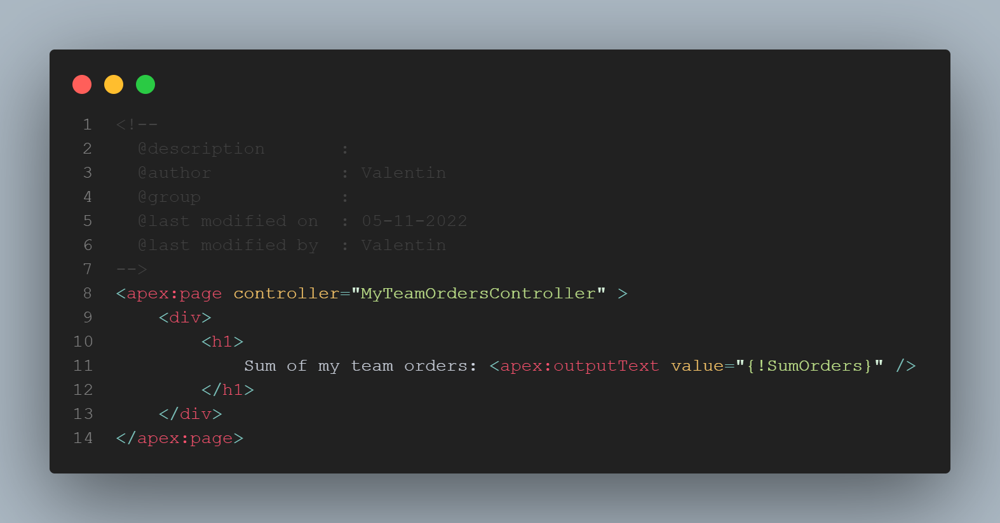 1 <!--
2   @description       :
3   @author            : Valentin
4   @group             :
5   @last modified on  : 05-11-2022
6   @last modified by  : Valentin
7 -->
8 <apex:page controller="MyTeamOrdersController" >
9     <div>
10         <h1>
11             Sum of my team orders: <apex:outputText value="{!SumOrders}" />
12         </h1>
13     </div>
14 </apex:page>